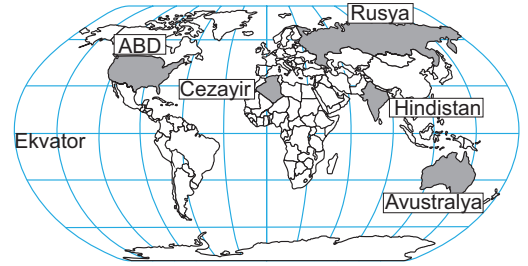 Rusya
ABD
Cezayir
Hindistan
Ekvator
Avustralya